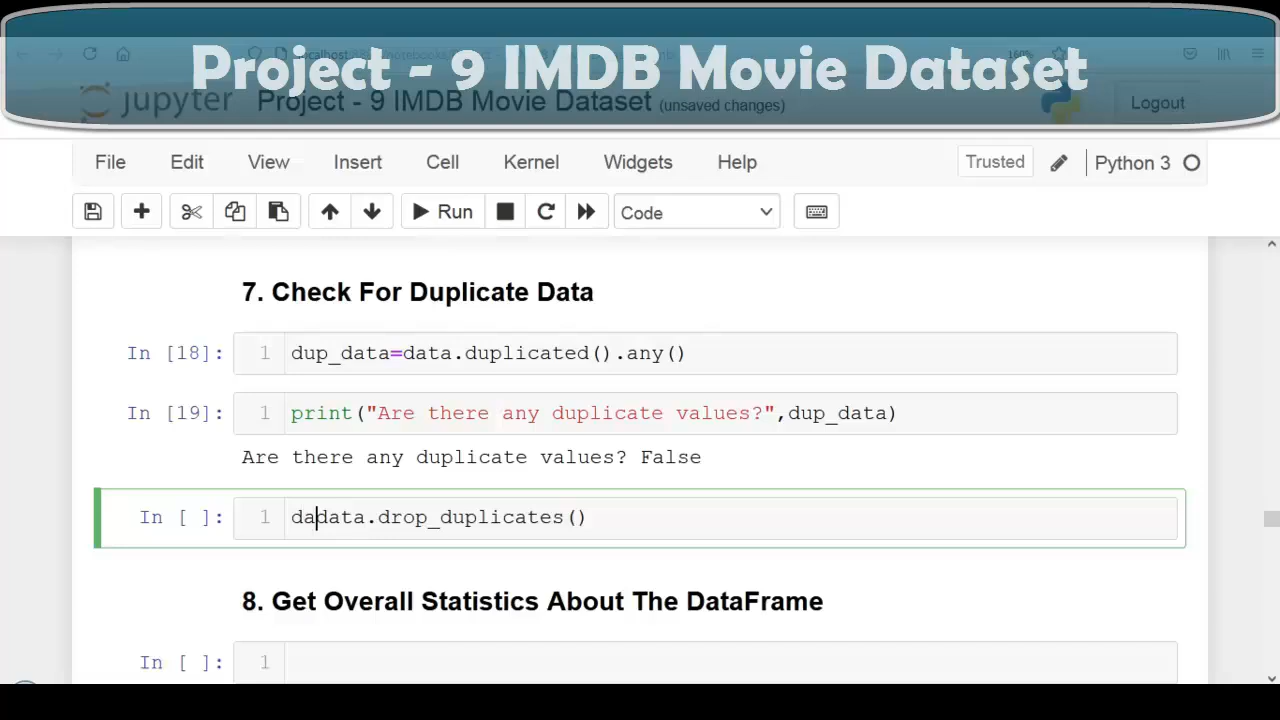 Project - 9 IMDB Movie Dataset
jupyter Project - 9 IMDB Movie Dataset (unsaved changes) Logout
File Edit View Insert Cell Kernel Widgets Help Trusted Python 3
Run Code
7. Check For Duplicate Data
In [18]: 1 dup_data=data.duplicated().any()
In [19]: 1 print("Are there any duplicate values?",dup_data)
Are there any duplicate values? False
In [ ]: 1 dadata.drop_duplicates()
8. Get Overall Statistics About The DataFrame
In [ ]: 1